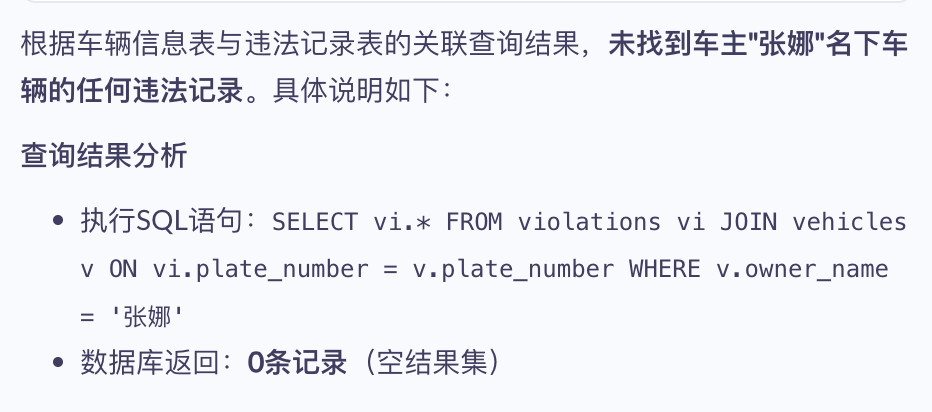 根据车辆信息表与违法记录表的关联查询结果，未找到车主"张娜"名下车
辆的任何违法记录。具体说明如下：
查询结果分析
• 执行SQL语句：SELECT vi.* FROM violations vi JOIN vehicles
v ON vi.plate_number = v.plate_number WHERE v.owner_name
= '张娜'
• 数据库返回：0条记录（空结果集）